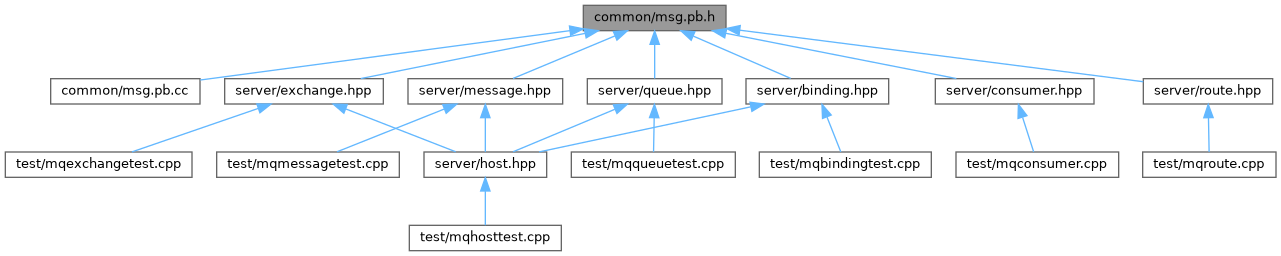 common/msg.pb.h
common/msg.pb.cc
server/exchange.hpp
server/message.hpp
server/queue.hpp
server/binding.hpp
server/consumer.hpp
server/route.hpp
test/mqexchangetest.cpp
test/mqmessagetest.cpp
server/host.hpp
test/mqqueuetest.cpp
test/mqbindingtest.cpp
test/mqconsumer.cpp
test/mqroute.cpp
test/mqhosttest.cpp